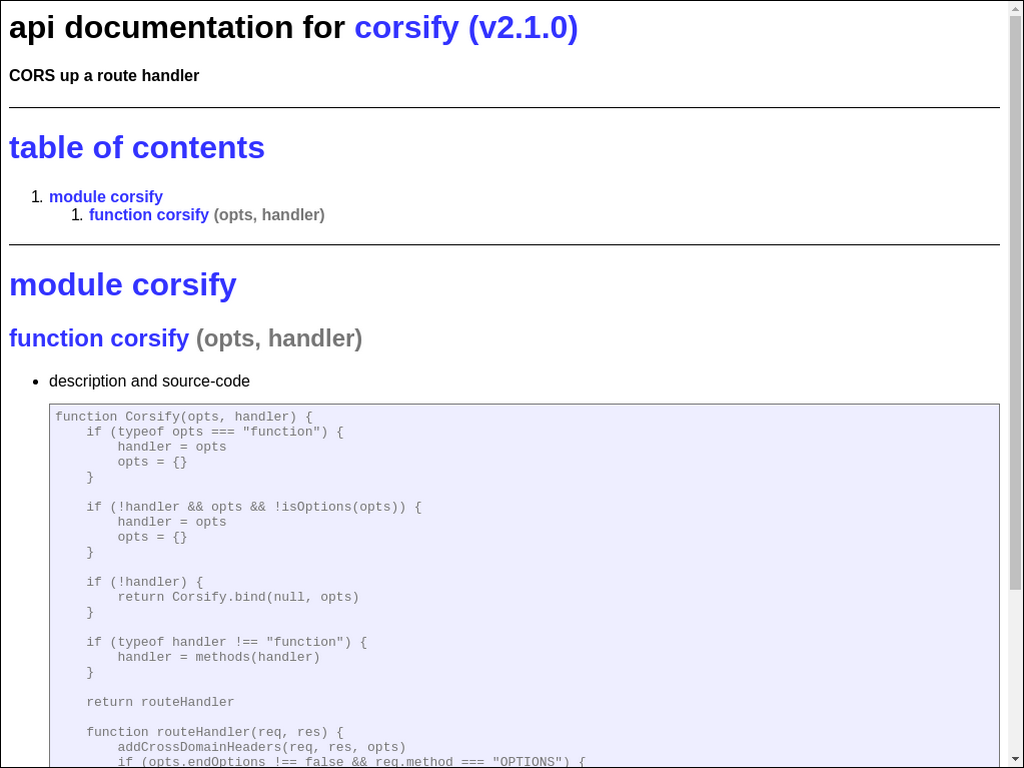 api documentation for corsify (v2.1.0)
CORS up a route handler
table of contents
1. module corsify
1. function corsify (opts, handler)
module corsify
function corsify (opts, handler)
• description and source-code
function Corsify(opts, handler) {
    if (typeof opts === "function") {
        handler = opts
        opts = {}
    }

    if (!handler && opts && !isOptions(opts)) {
        handler = opts
        opts = {}
    }

    if (!handler) {
        return Corsify.bind(null, opts)
    }

    if (typeof handler !== "function") {
        handler = methods(handler)
    }

    return routeHandler

    function routeHandler(req, res) {
        addCrossDomainHeaders(req, res, opts)
        if (opts.endOptions !== false && req.method === "OPTIONS") {